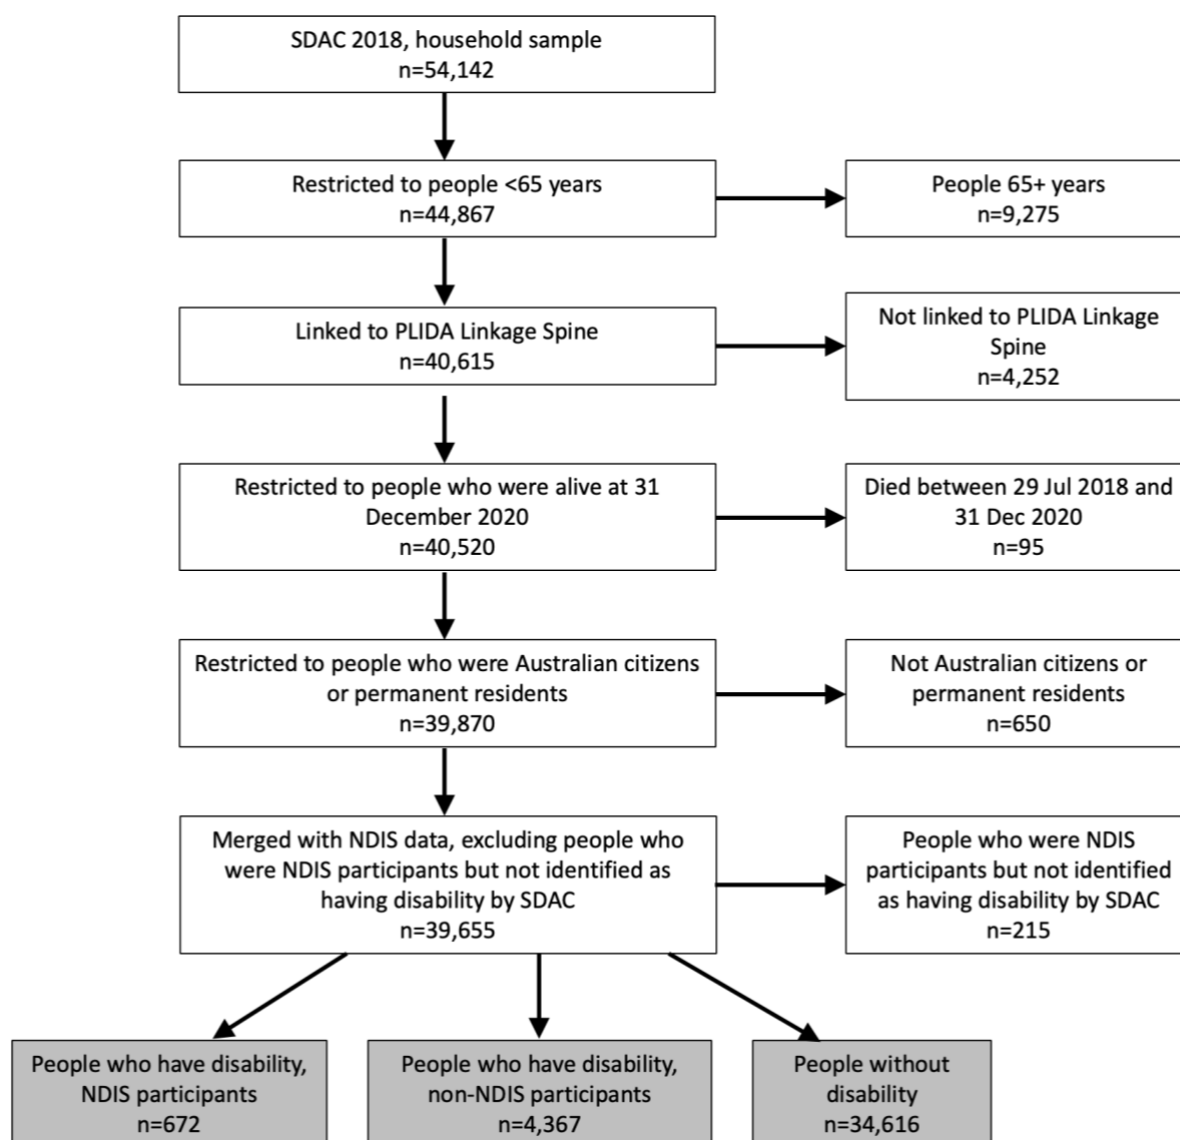 SDAC 2018, household sample
n=54,142
Restricted to people <65 years
n=44,867
People 65+ years
n=9,275
Linked to PLIDA Linkage Spine
n=40,615
Not linked to PLIDA Linkage
Spine
n=4,252
Restricted to people who were alive at 31
December 2020
n=40,520
Died between 29 Jul 2018 and
31 Dec 2020
n=95
Restricted to people who were Australian citizens
or permanent residents
n=39,870
Not Australian citizens or
permanent residents
n=650
Merged with NDIS data, excluding people who
were NDIS participants but not identified as
having disability by SDAC
n=39,655
People who were NDIS
participants but not identified
as having disability by SDAC
n=215
People who have disability,
NDIS participants
n=672
People who have disability,
non-NDIS participants
n=4,367
People without
disability
n=34,616